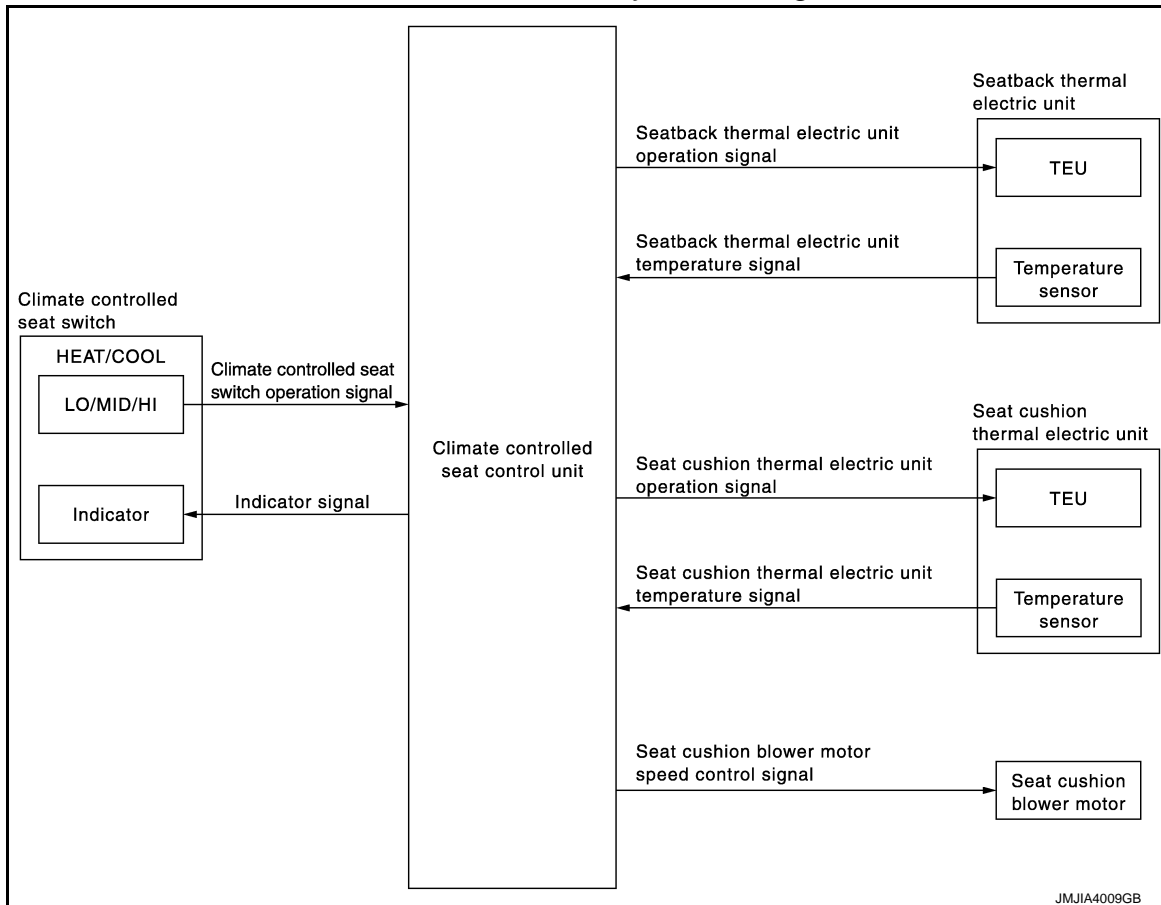 Seatback thermal
electric unit
Seatback thermal electric unit
operation signal
TEU
Seatback thermal electric unit
temperature signal
Temperature
sensor
Climate controlled
seat switch
HEAT/COOL
LO/MID/HI
Climate controlled seat
switch operation signal
Indicator
Indicator signal
Climate controlled
seat control unit
Seat cushion
thermal electric unit
Seat cushion thermal electric unit
operation signal
TEU
Seat cushion thermal electric unit
temperature signal
Temperature
sensor
Seat cushion blower motor
speed control signal
Seat cushion
blower motor
JMJIA4009GB